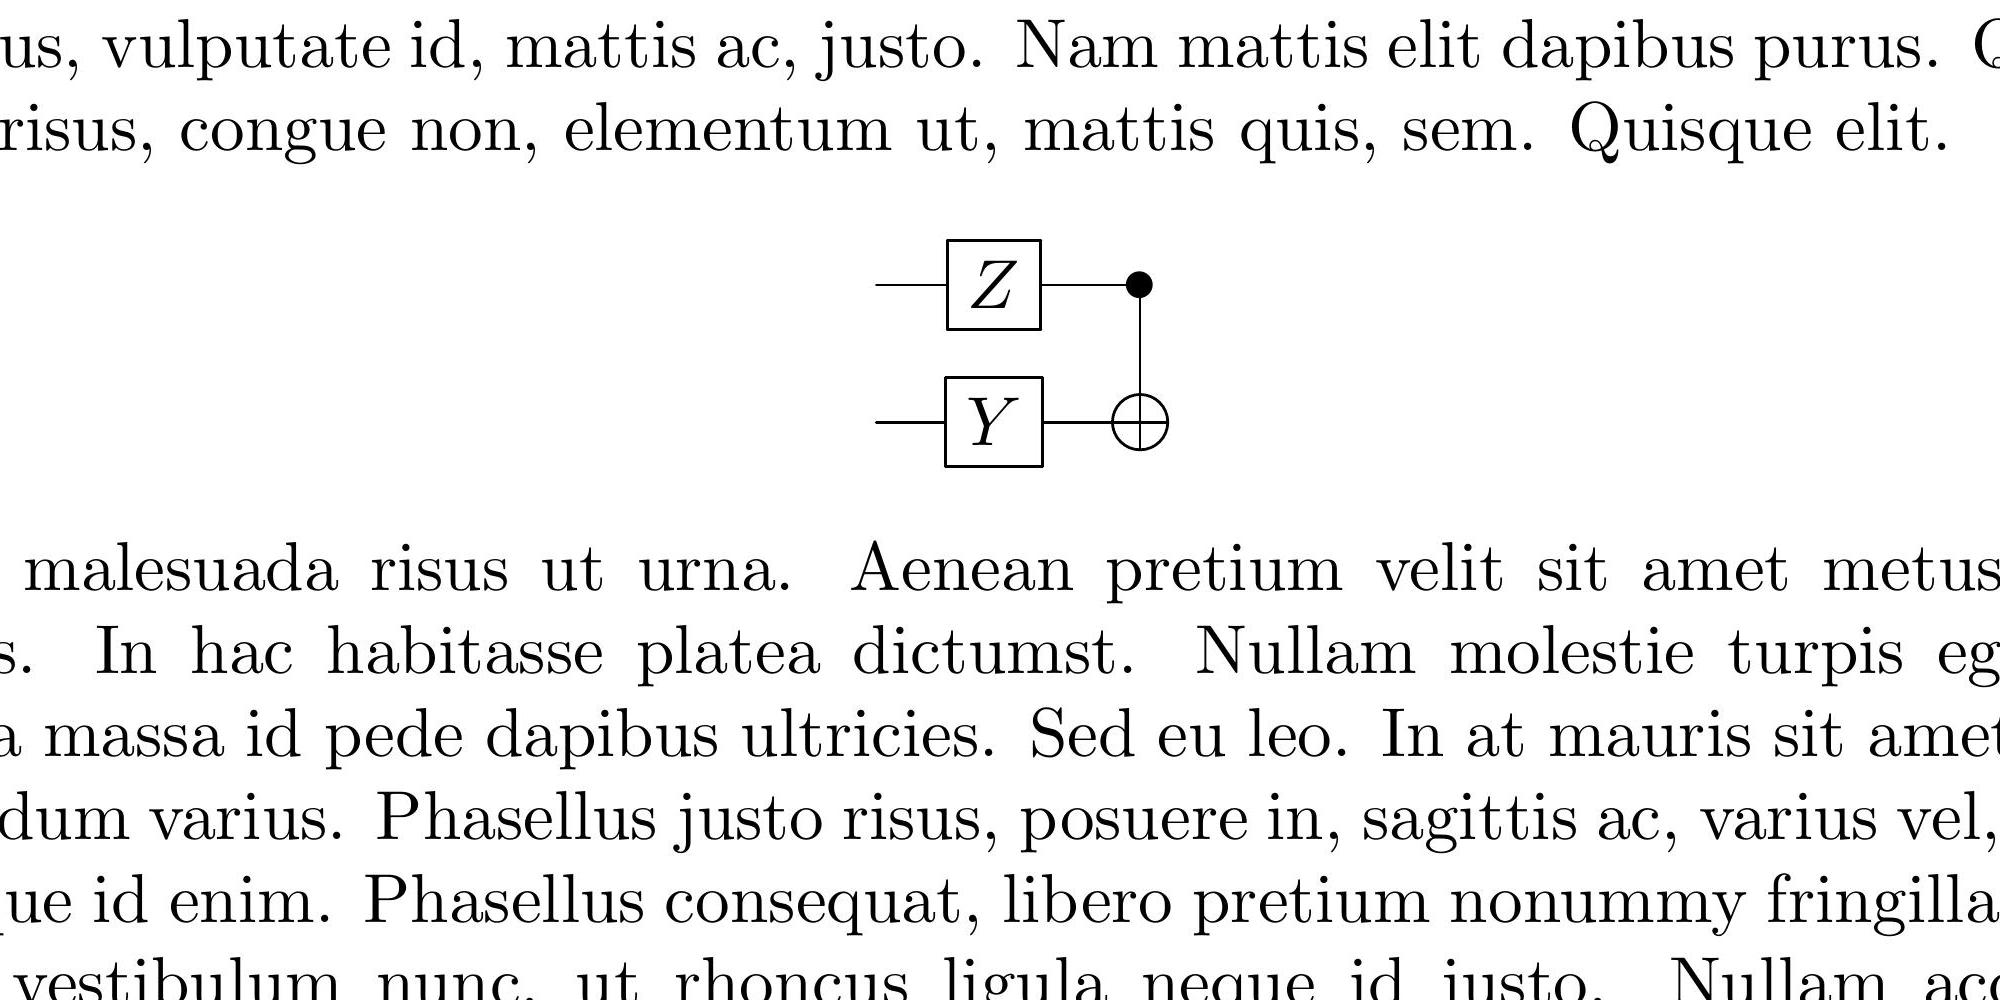 us, vulputate id, mattis ac, justo. Nam mattis elit dapibus purus.
risus, congue non, elementum ut, mattis quis, sem. Quisque elit.
Z
Y
malesuada risus ut urna. Aenean pretium velit sit amet metus
s. In hac habitasse platea dictumst. Nullam molestie turpis eg
a massa id pede dapibus ultricies. Sed eu leo. In at mauris sit amet
dum varius. Phasellus justo risus, posuere in, sagittis ac, varius vel,
ue id enim. Phasellus consequat, libero pretium nonummy fringilla
vestibulum nunc, ut rhoncus ligula neque id justo. Nullam acc